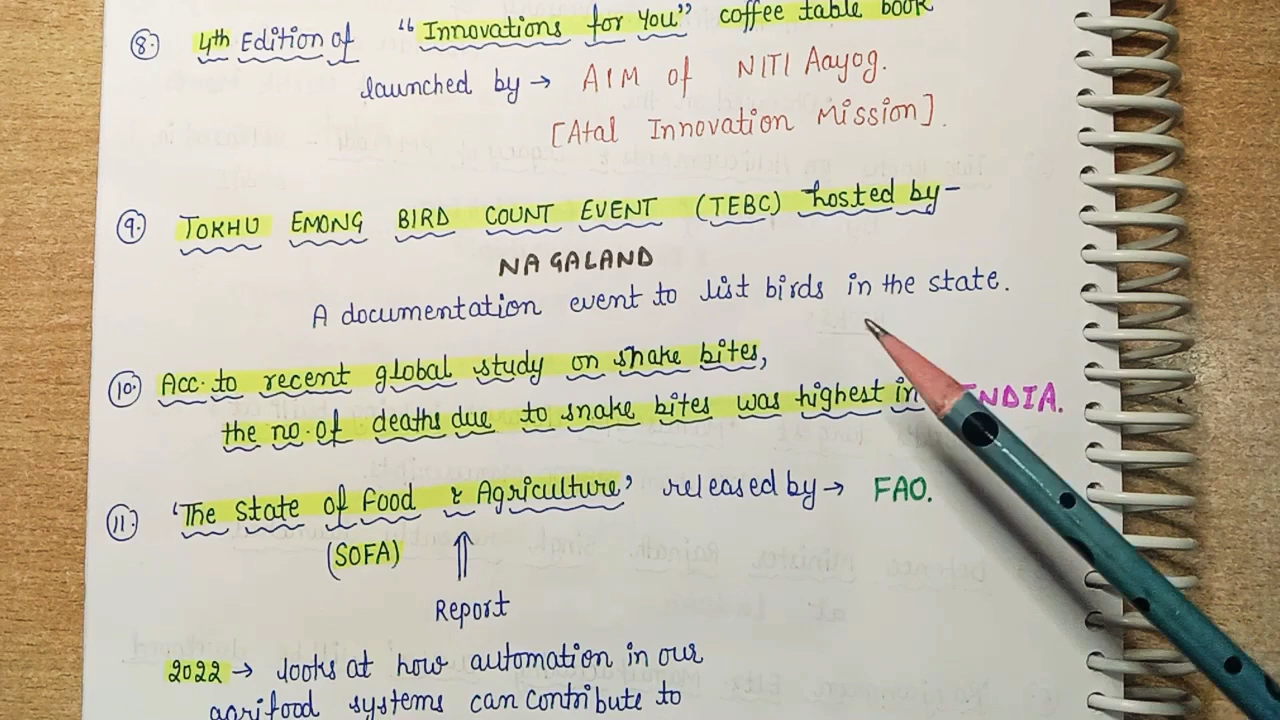 8. 4th Edition of "Innovations for You" coffee table book
launched by → AIM of NITI Aayog.
[Atal Innovation Mission].
9. TOKHU EMONG BIRD COUNT EVENT (TEBC) hosted by-
NAGALAND
A documentation event to list birds in the state.
10. Acc. to recent global study on snake bites,
the no. of deaths due to snake bites was highest in INDIA.
11. 'The State of Food & Agriculture' released by → FAO.
(SOFA)
Report
2022 → looks at how automation in our
agrifood systems can contribute to